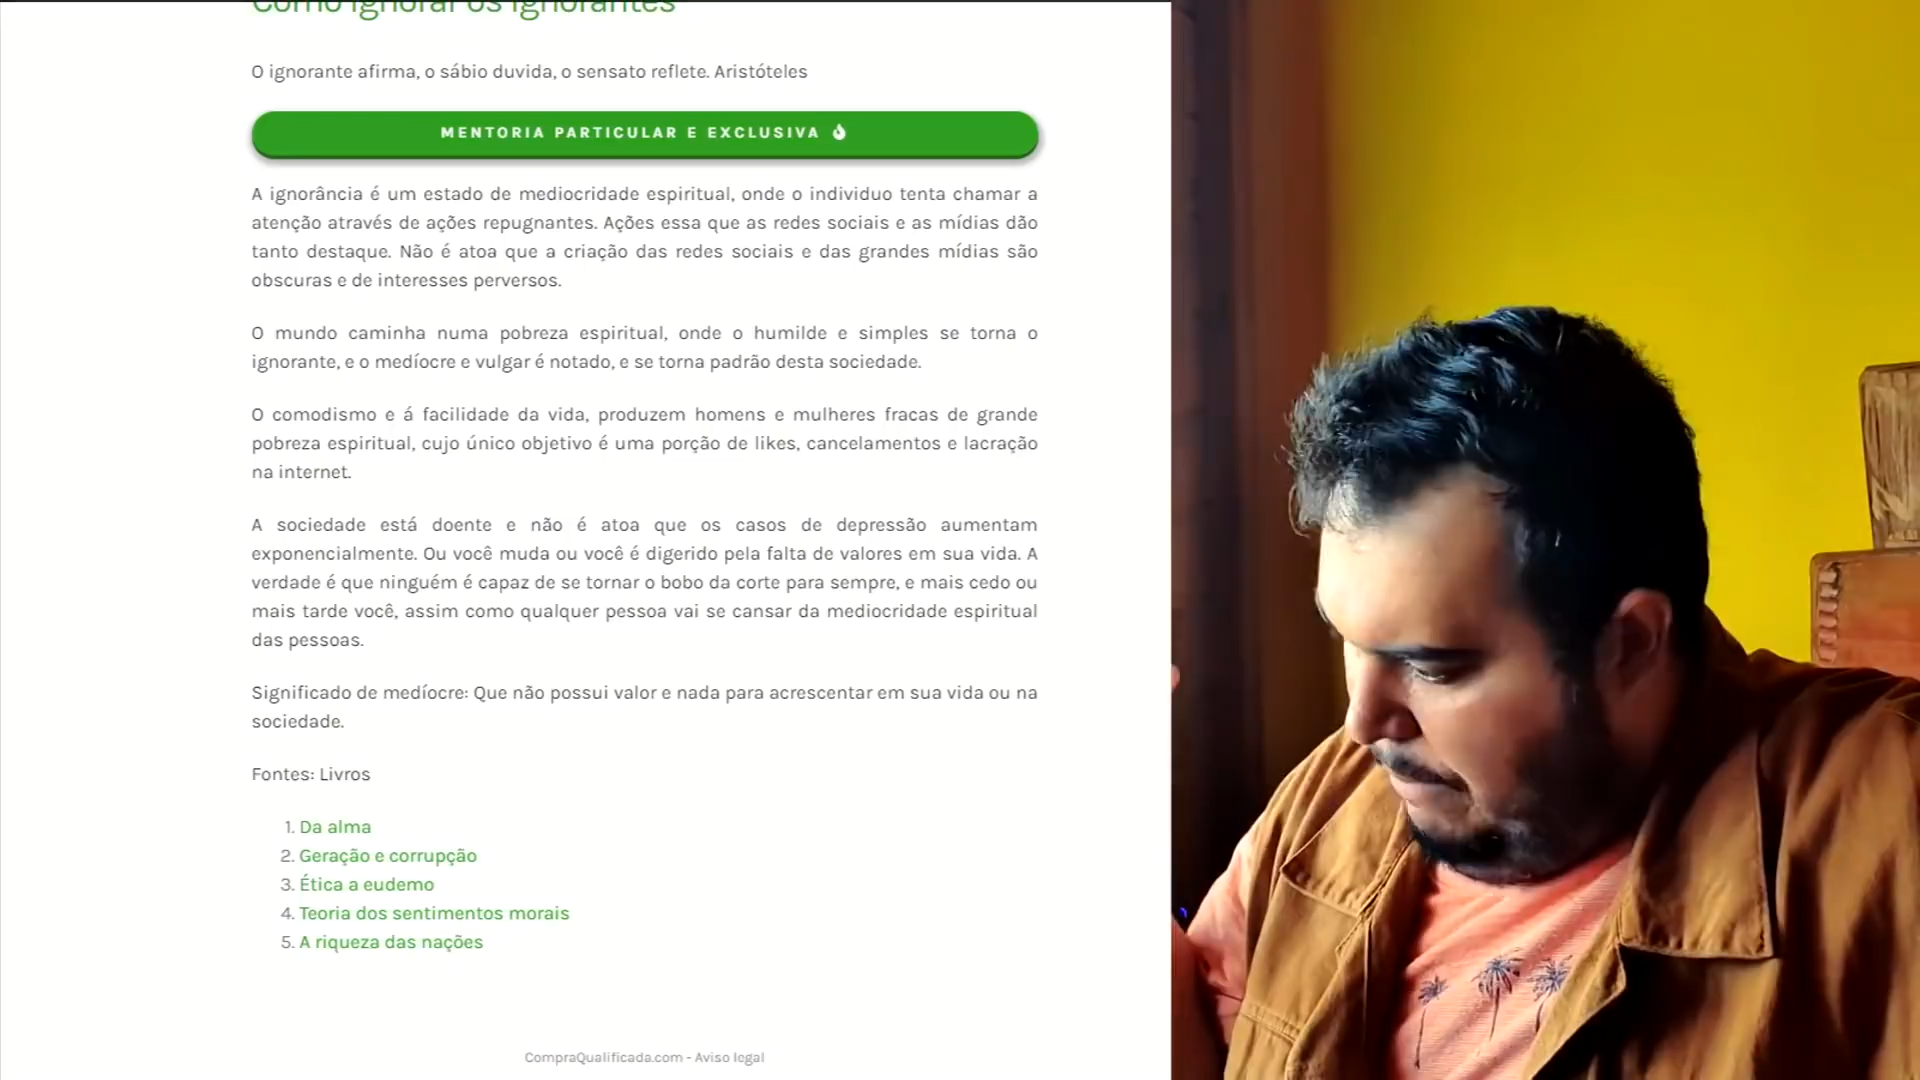 Como ignorar os ignorantes
O ignorante afirma, o sábio duvida, o sensato reflete. Aristóteles
MENTORIA PARTICULAR E EXCLUSIVA
A ignorância é um estado de mediocridade espiritual, onde o individuo tenta chamar a
atenção através de ações repugnantes. Ações essa que as redes sociais e as mídias dão
tanto destaque. Não é atoa que a criação das redes sociais e das grandes mídias são
obscuras e de interesses perversos.
O mundo caminha numa pobreza espiritual, onde o humilde e simples se torna o
ignorante, e o medíocre e vulgar é notado, e se torna padrão desta sociedade.
O comodismo e á facilidade da vida, produzem homens e mulheres fracas de grande
pobreza espiritual, cujo único objetivo é uma porção de likes, cancelamentos e lacração
na internet.
A sociedade está doente e não é atoa que os casos de depressão aumentam
exponencialmente. Ou você muda ou você é digerido pela falta de valores em sua vida. A
verdade é que ninguém é capaz de se tornar o bobo da corte para sempre, e mais cedo ou
mais tarde você, assim como qualquer pessoa vai se cansar da mediocridade espiritual
das pessoas.
Significado de medíocre: Que não possui valor e nada para acrescentar em sua vida ou na
sociedade.
Fontes: Livros
1. Da alma
2. Geração e corrupção
3. Ética a eudemo
4. Teoria dos sentimentos morais
5. A riqueza das nações
CompraQualificada.com - Aviso legal